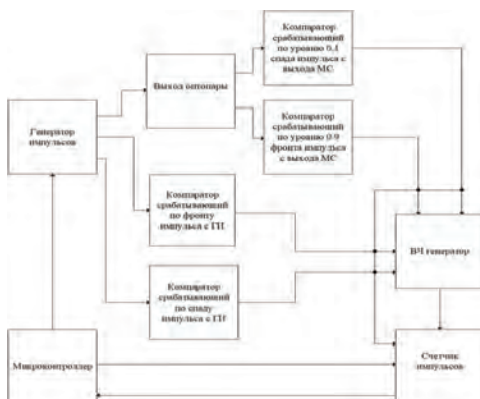 Компаратор
срабатывающий
по уровню 0.1
спада импульса с
выхода МС
Выход оптопары
Компаратор
срабатывающий
по уровню 0.9
фронта импульса
с выхода МС
Генератор
импульсов
Компаратор
срабатывающий
по фронту
импульса с ГИ
ВЧ генератор
Компаратор
срабатывающий
по спаду
импульса с ГИ
Микроконтроллер
Счетчик
импульсов